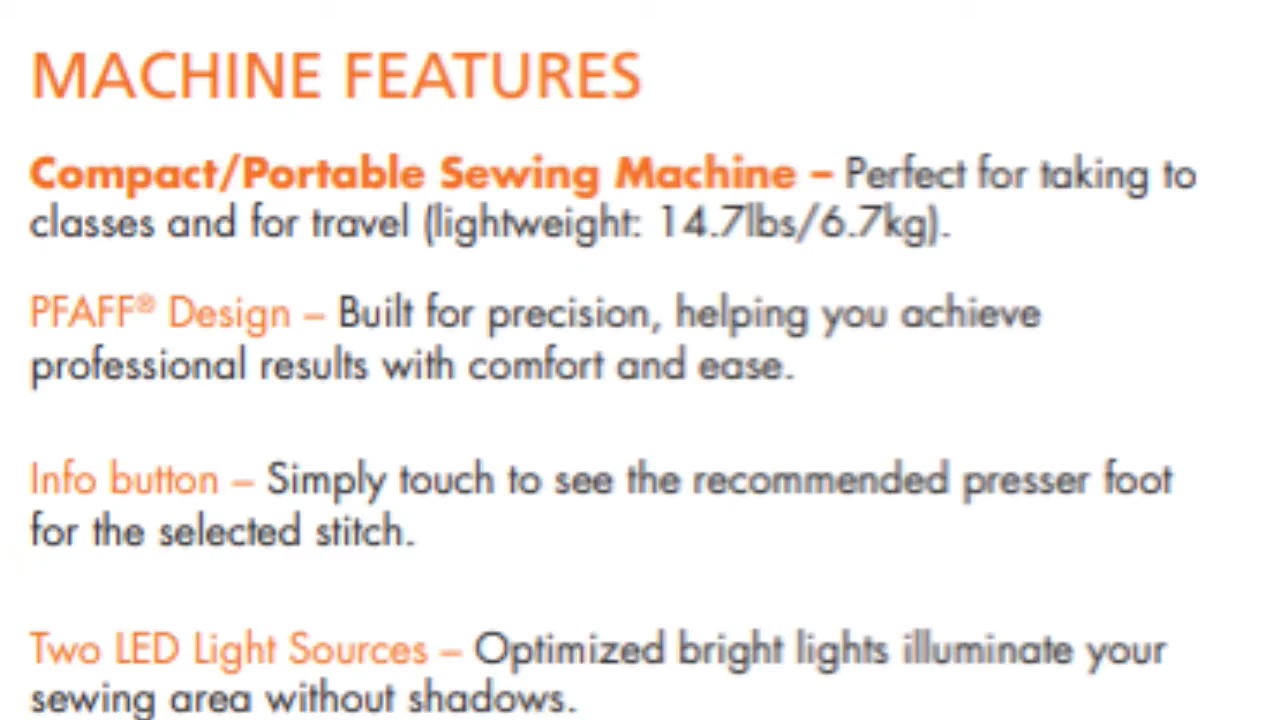 MACHINE FEATURES
Compact/Portable Sewing Machine – Perfect for taking to
classes and for travel (lightweight: 14.7lbs/6.7kg).
PFAFF® Design – Built for precision, helping you achieve
professional results with comfort and ease.
Info button – Simply touch to see the recommended presser foot
for the selected stitch.
Two LED Light Sources – Optimized bright lights illuminate your
sewing area without shadows.